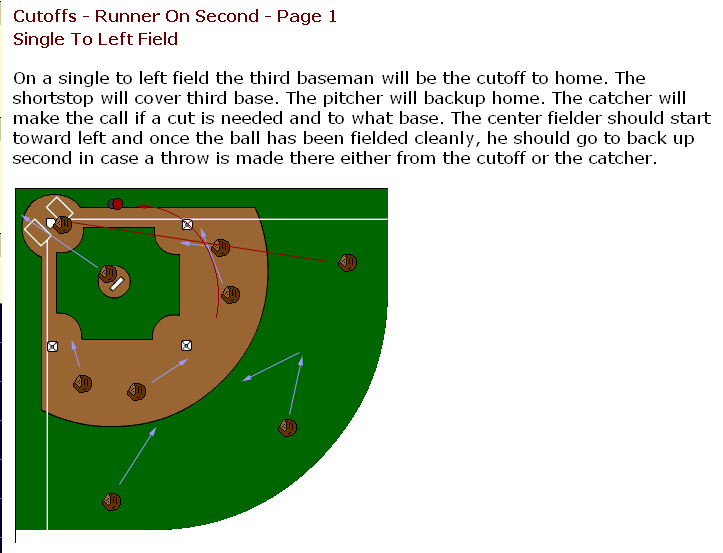 Cutoffs - Runner On Second - Page 1
Single To Left Field
On a single to left field the third baseman will be the cutoff to home. The
shortstop will cover third base. The pitcher will backup home. The catcher will
make the call if a cut is needed and to what base. The center fielder should start
toward left and once the ball has been fielded cleanly, he should go to back up
second in case a throw is made there either from the cutoff or the catcher.